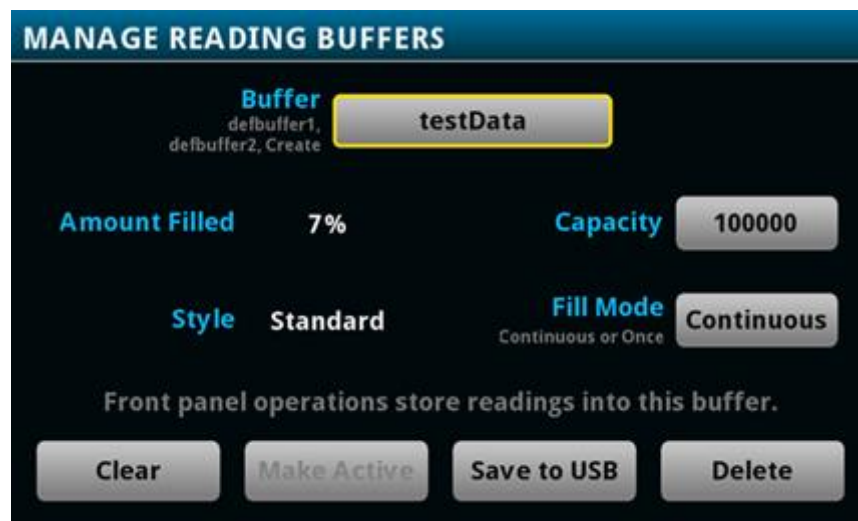 MANAGE READING BUFFERS
Buffer
defbuffer1,
defbuffer2, Create
testData
Amount Filled 7% Capacity 100000
Style Standard Fill Mode
Continuous or Once
Continuous
Front panel operations store readings into this buffer.
Clear Make Active Save to USB Delete